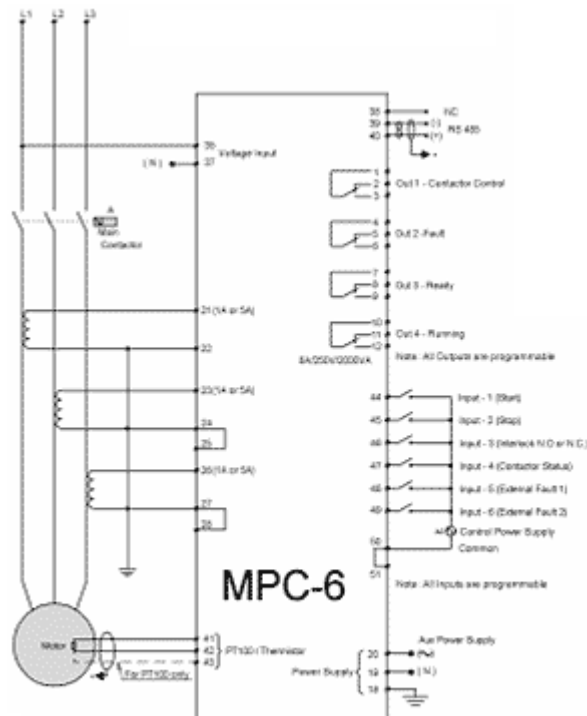 L1 L2 L3
38 NC
39 (-)
RS 485
40 (+)
36
Voltage Input
(N) 37
1
2 Out 1 - Contactor Control
3
A
Main
Contactor
4
5 Out 2-Fault
6
7
8 Out 3 - Ready
9
21 (1A or 5A)
10
11 Out 4 - Running
12
22
8A/250V/2000VA
Note: All Outputs are programmable
23 (1A or 5A)
24
25
44 Input - 1 (Start)
45 Input - 2 (Stop)
46 Input - 3 (Interlock N.O or N.C.)
47 Input - 4 (Contactor Status)
48 Input - 5 (External Fault 1)
49 Input - 6 (External Fault 2)
26 (1A or 5A)
27
28
Control Power Supply
50 Common
51
MPC-6
Note: All Inputs are programmable
Motor
41
42 PT100 / Thermistor
43
For PT100 only
Aux Power Supply
20
Power Supply 19 (N)
18